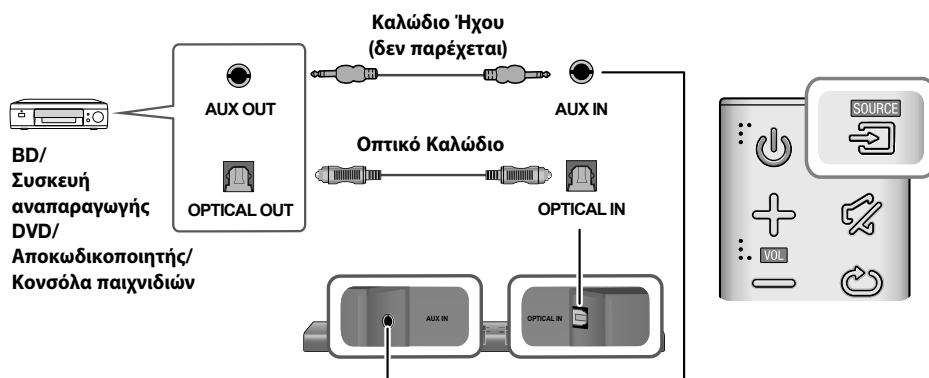 Καλώδιο Ήχου
(δεν παρέχεται)
AUX OUT
AUX IN
BD/
Συσκευή
αναπαραγωγής
DVD/
Αποκωδικοποιητής/
Κονσόλα παιχνιδιών
Οπτικό Καλώδιο
OPTICAL OUT
OPTICAL IN
AUX IN
OPTICAL IN
SOURCE
VOL